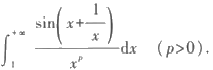 ∫₁^{+∞} sin(x+1/x)/x^p dx (p>0),